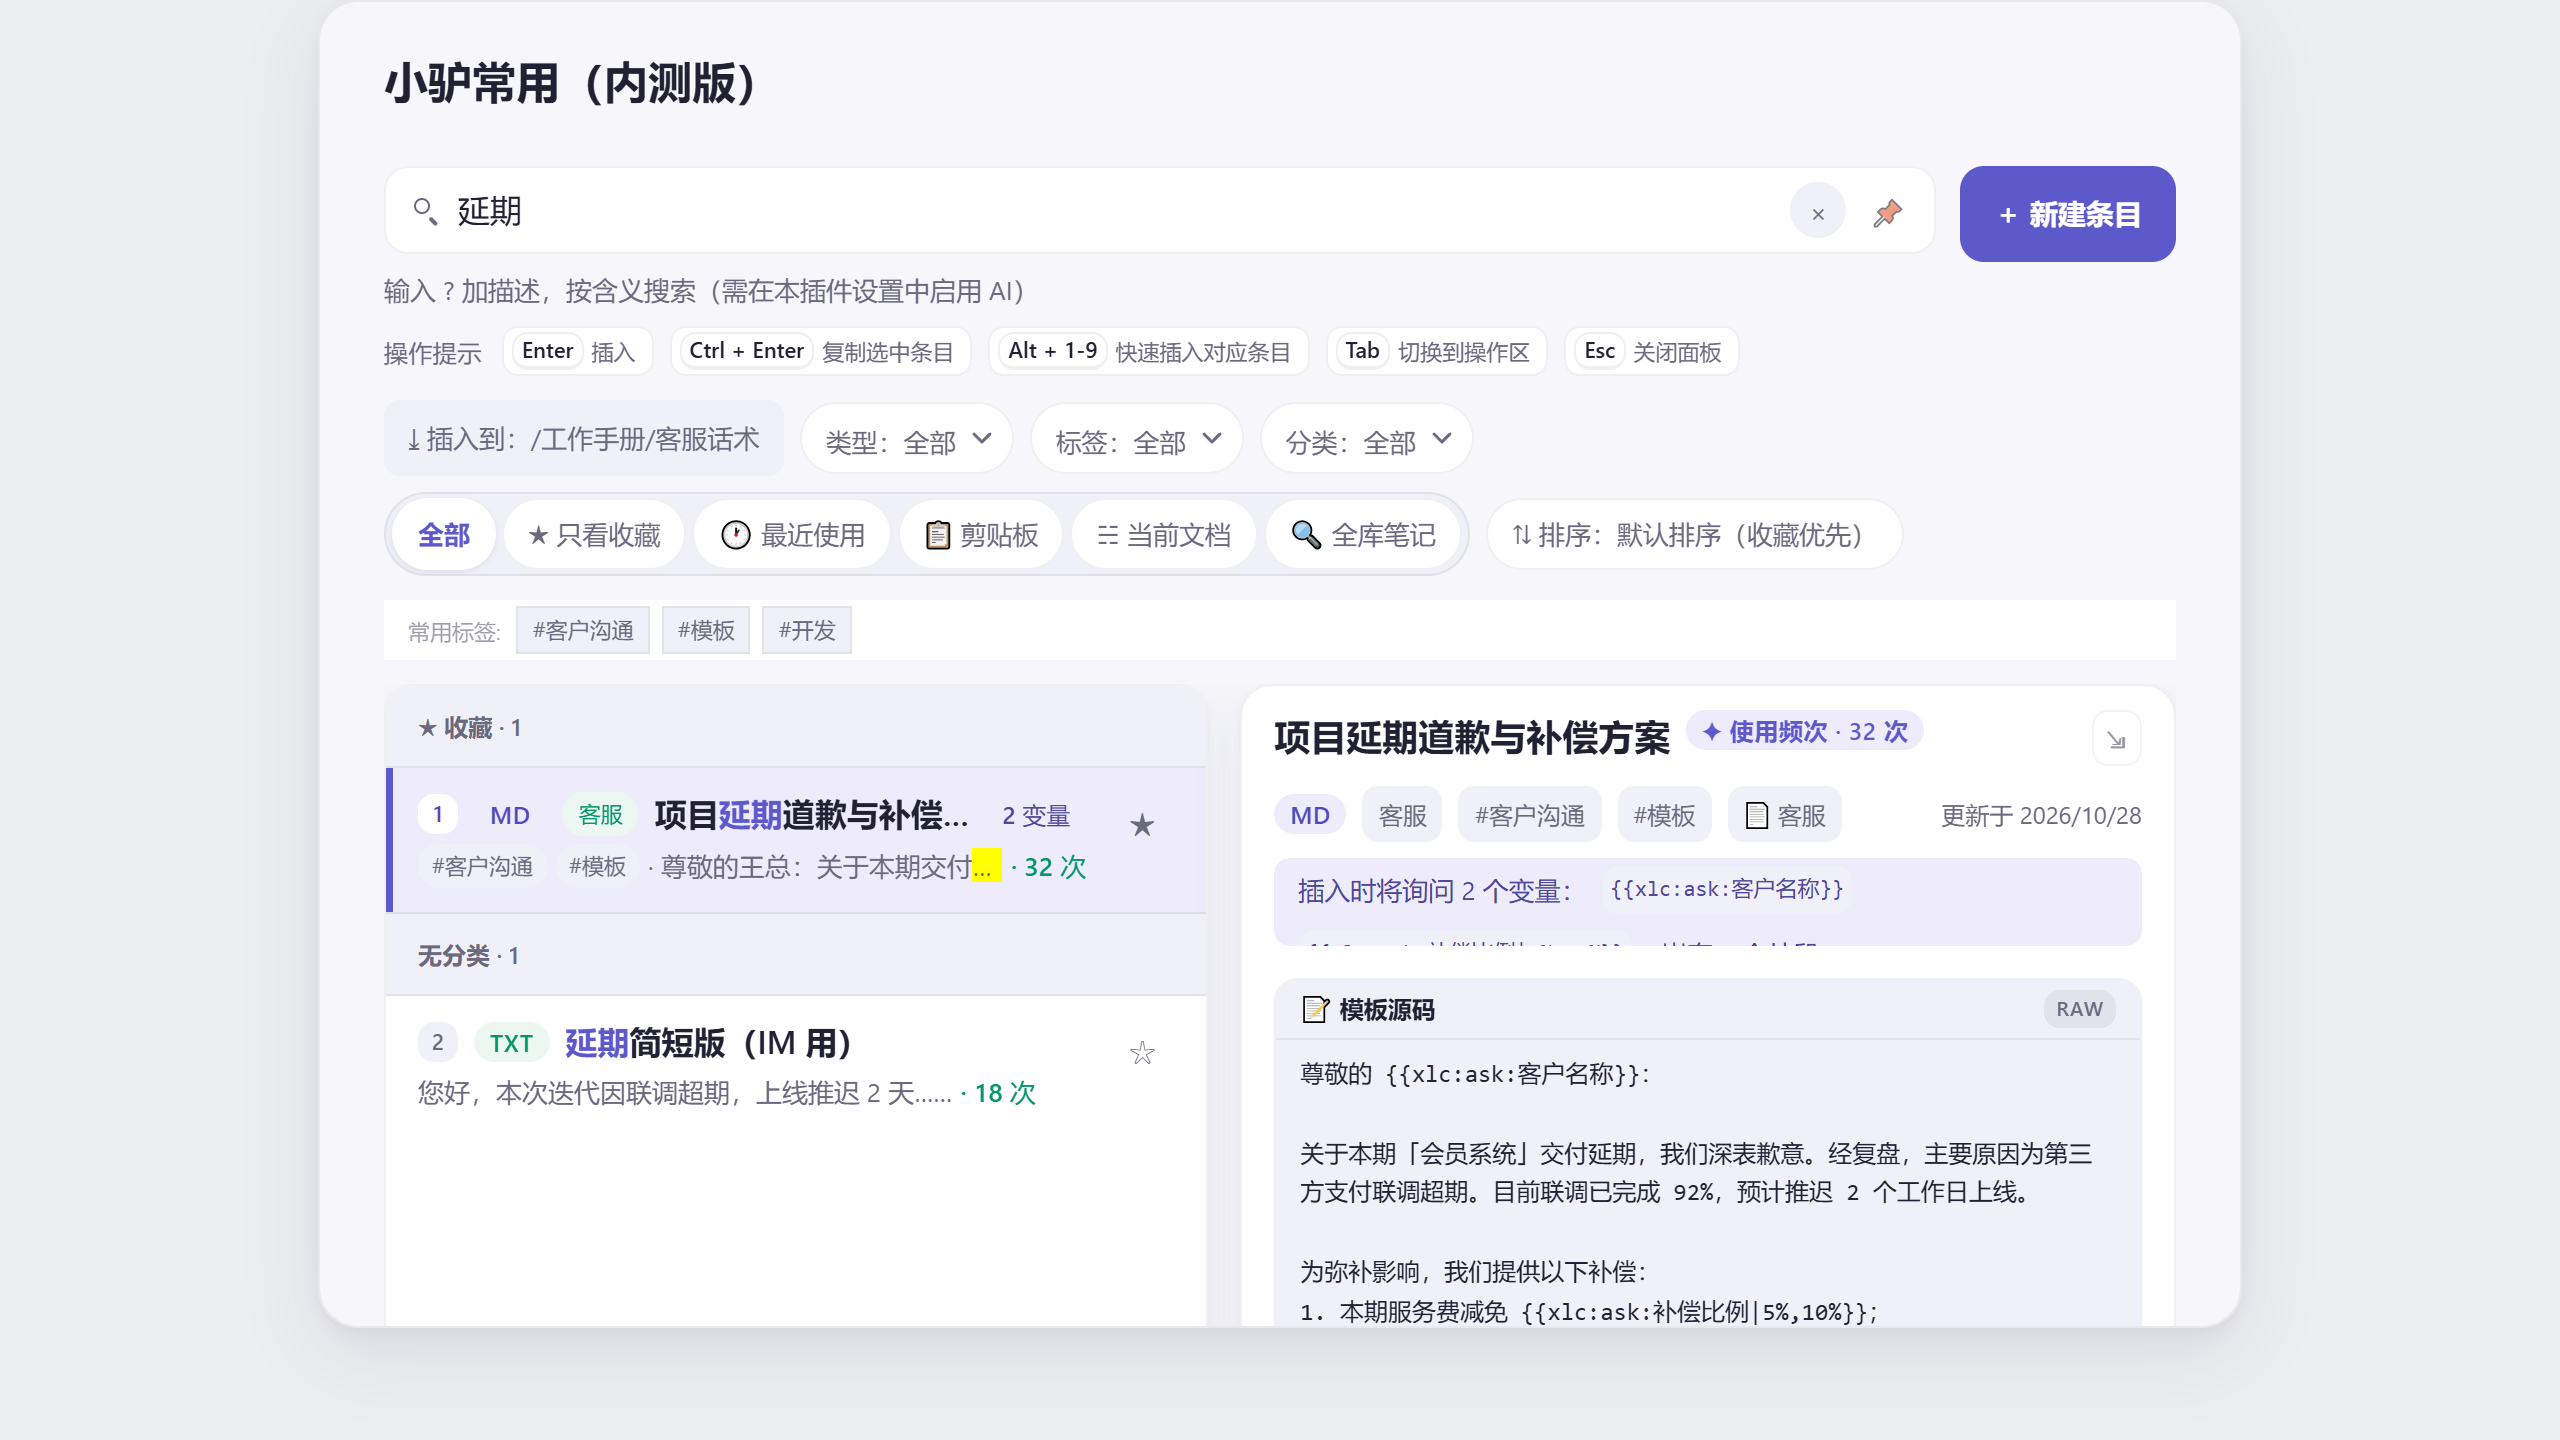 小驴常用（内测版）
延期
×
+ 新建条目
输入 ? 加描述，按含义搜索（需在本插件设置中启用 AI）
操作提示 Enter 插入 Ctrl + Enter 复制选中条目 Alt + 1-9 快速插入对应条目 Tab 切换到操作区 Esc 关闭面板
⤓ 插入到：/工作手册/客服话术 类型：全部 标签：全部 分类：全部
全部 ★ 只看收藏 最近使用 剪贴板 ☵ 当前文档 全库笔记 ⇅ 排序：默认排序（收藏优先）
常用标签: #客户沟通 #模板 #开发
★ 收藏 · 1
1 MD 客服 项目延期道歉与补偿... 2 变量 ★
#客户沟通 #模板 · 尊敬的王总：关于本期交付... · 32 次
无分类 · 1
2 TXT 延期简短版（IM 用） ☆
您好，本次迭代因联调超期，上线推迟 2 天…… · 18 次
项目延期道歉与补偿方案 ✦ 使用频次 · 32 次
MD 客服 #客户沟通 #模板 客服 更新于 2026/10/28
插入时将询问 2 个变量： {{xlc:ask:客户名称}}
模板源码 RAW
尊敬的 {{xlc:ask:客户名称}}：
关于本期「会员系统」交付延期，我们深表歉意。经复盘，主要原因为第三
方支付联调超期。目前联调已完成 92%，预计推迟 2 个工作日上线。
为弥补影响，我们提供以下补偿：
1. 本期服务费减免 {{xlc:ask:补偿比例|5%,10%}}；